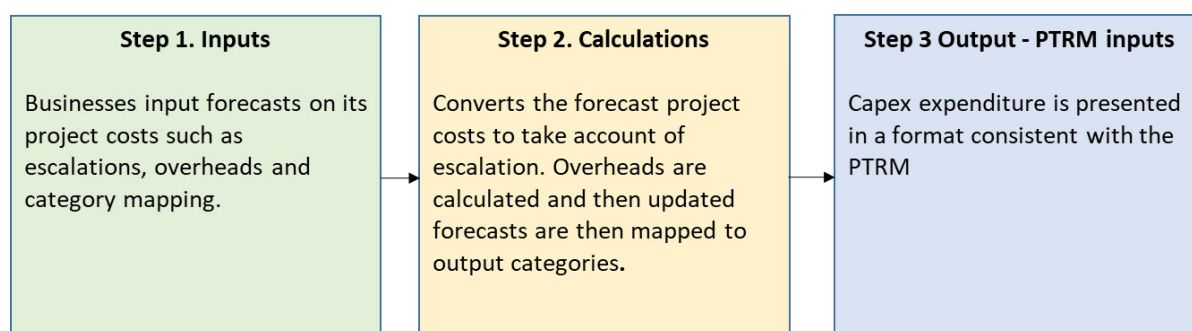 Step 1. Inputs
Businesses input forecasts on its
project costs such as
escalations, overheads and
category mapping.
Step 2. Calculations
Converts the forecast project
costs to take account of
escalation. Overheads are
calculated and then updated
forecasts are then mapped to
output categories.
Step 3 Output - PTRM inputs
Capex expenditure is presented
in a format consistent with the
PTRM